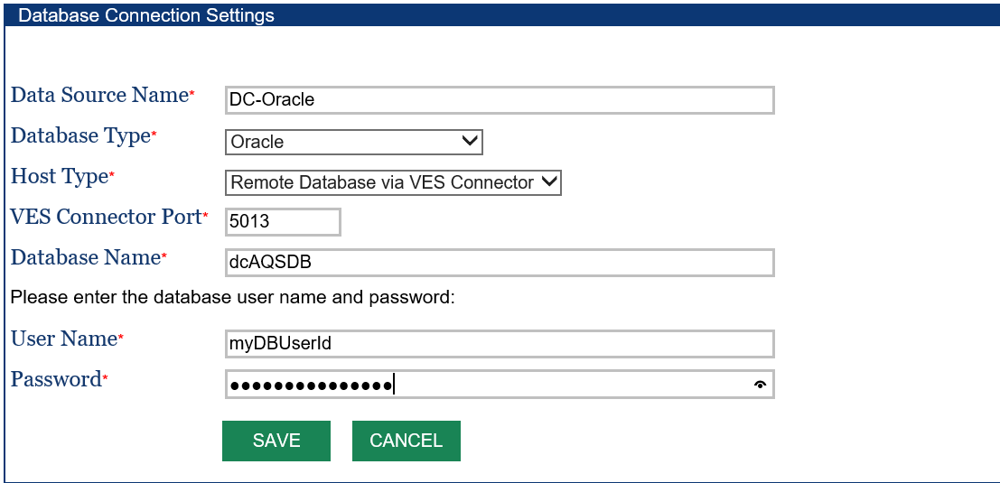 Database Connection Settings
Data Source Name* DC-Oracle
Database Type* Oracle
Host Type* Remote Database via VES Connector
VES Connector Port* 5013
Database Name* dcAQSDB
Please enter the database user name and password:
User Name* myDBUserId
Password* ●●●●●●●●●●●●●●●
SAVE CANCEL